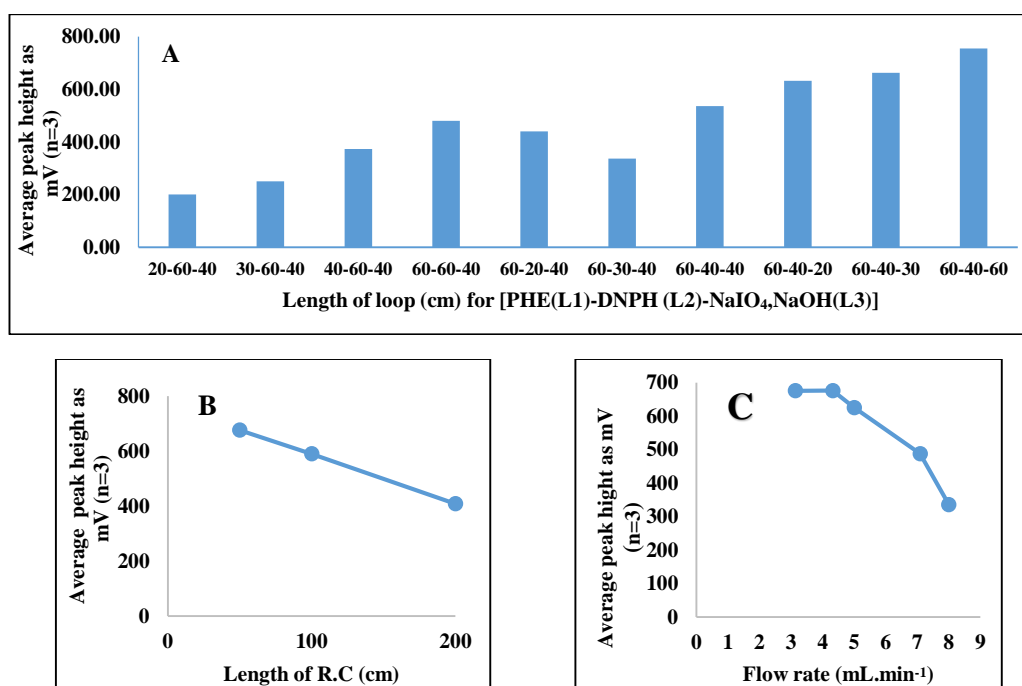 A
Average peak height as
mV (n=3)
800.00
600.00
400.00
200.00
0.00
20-60-40 30-60-40 40-60-40 60-60-40 60-20-40 60-30-40 60-40-40 60-40-20 60-40-30 60-40-60
Length of loop (cm) for [PHE(L1)-DNPH (L2)-NaIO₄,NaOH(L3)]
B
Average peak height as
mV (n=3)
800
600
400
200
0
0 100 200
Length of R.C (cm)
C
Average peak hight as mV
(n=3)
700
600
500
400
300
200
100
0
0 1 2 3 4 5 6 7 8 9
Flow rate (mL.min⁻¹)